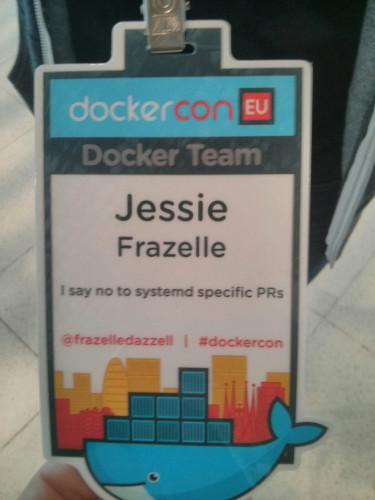 dockercon EU
Docker Team
Jessie
Frazelle
I say no to systemd specific PRs
@frazelledazzell | #dockercon